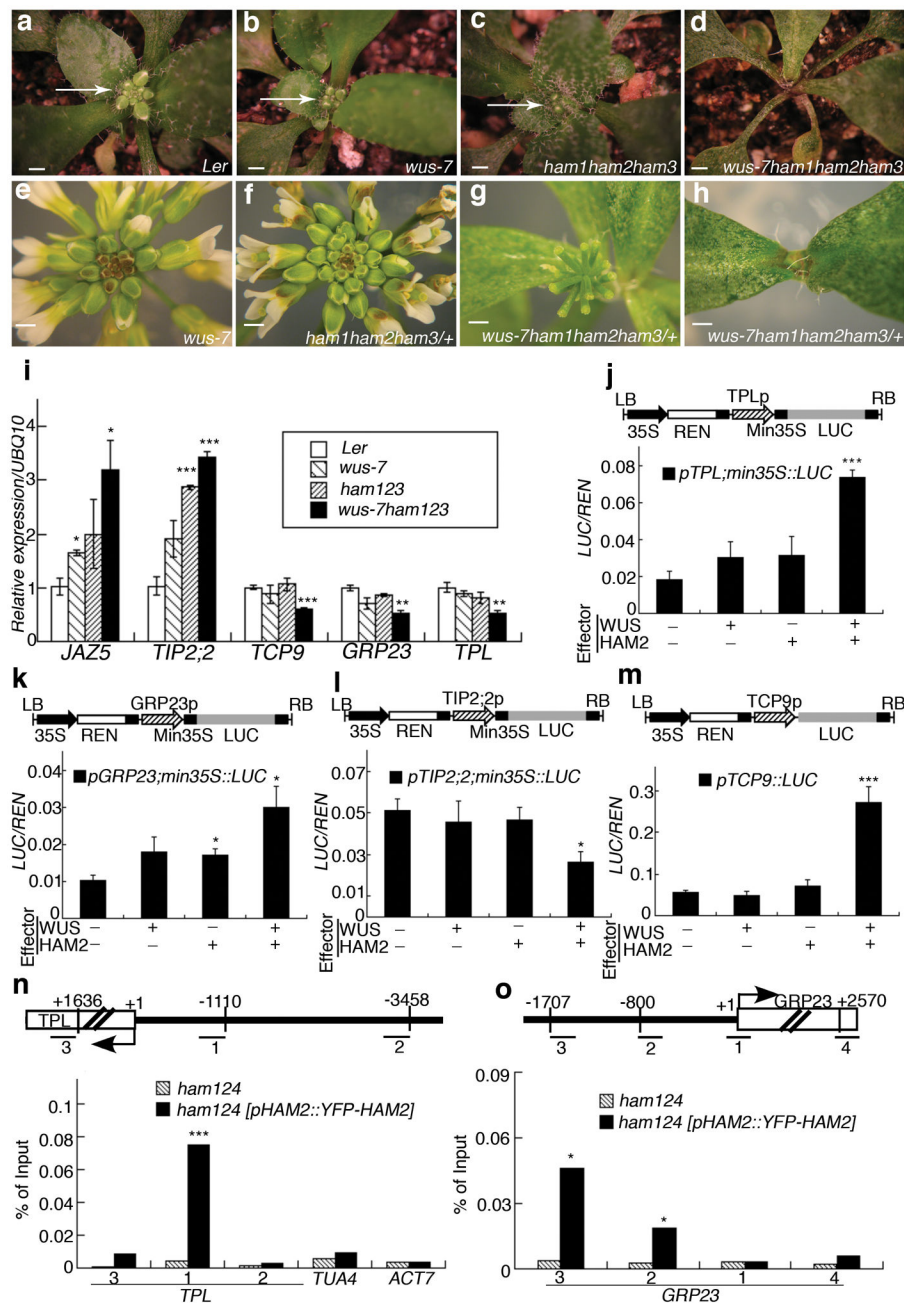 a b c d
Ler wus-7 ham1ham2ham3 wus-7ham1ham2ham3
e f g h
wus-7 ham1ham2ham3/+ wus-7ham1ham2ham3/+ wus-7ham1ham2ham3/+
i
Relative expression/UBQ10
4
3
2
1
0
* * *** *** *** ** **
Ler
wus-7
ham123
wus-7ham123
JAZ5 TIP2;2 TCP9 GRP23 TPL
j
LB TPLp RB
35S REN Min35S LUC
LUC/REN
0.08
0.06
0.04
0.02
0
pTPL;min35S::LUC
***
Effector
WUS – + – +
HAM2 – – + +
k
LB GRP23p RB
35S REN Min35S LUC
LUC/REN
0.04
0.03
0.02
0.01
0
pGRP23;min35S::LUC
* *
Effector
WUS – + – +
HAM2 – – + +
l
LB TIP2;2p RB
35S REN Min35S LUC
LUC/REN
0.07
0.05
0.03
0.01
0
pTIP2;2;min35S::LUC
*
Effector
WUS – + – +
HAM2 – – + +
m
LB TCP9p RB
35S REN LUC
LUC/REN
0.3
0.2
0.1
0
pTCP9::LUC
***
Effector
WUS – + – +
HAM2 – – + +
n
+1636 +1 -1110 -3458
TPL
3 1 2
% of Input
0.1
0.08
0.06
0.04
0.02
0
ham124
ham124 [pHAM2::YFP-HAM2]
***
3 1 2 TUA4 ACT7
TPL
o
-1707 -800 +1 GRP23 +2570
3 2 1 4
% of Input
0.09
0.06
0.03
0
ham124
ham124 [pHAM2::YFP-HAM2]
* *
3 2 1 4
GRP23